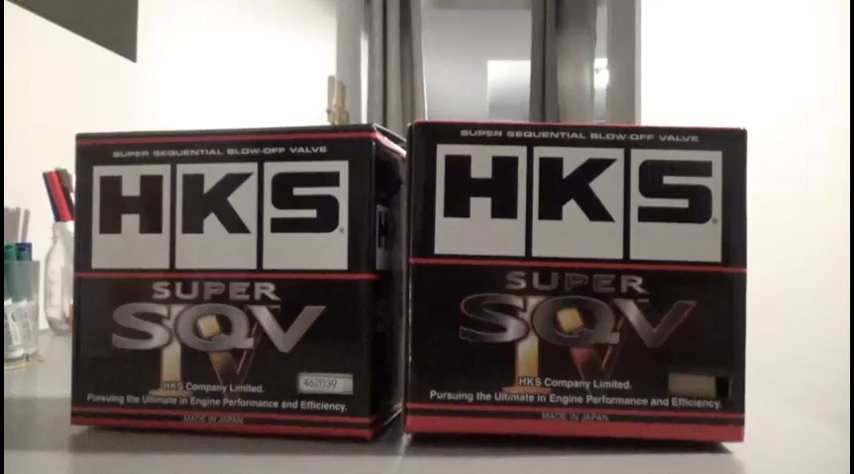 SUPER SEQUENTIAL BLOW-OFF VALVE
HKS
SUPER
SQV
IV
462039
HKS Company Limited.
Pursuing the Ultimate in Engine Performance and Efficiency.
MADE IN JAPAN
SUPER SEQUENTIAL BLOW-OFF VALVE
HKS
SUPER
SQV
IV
HKS Company Limited.
Pursuing the Ultimate in Engine Performance and Efficiency.
MADE IN JAPAN